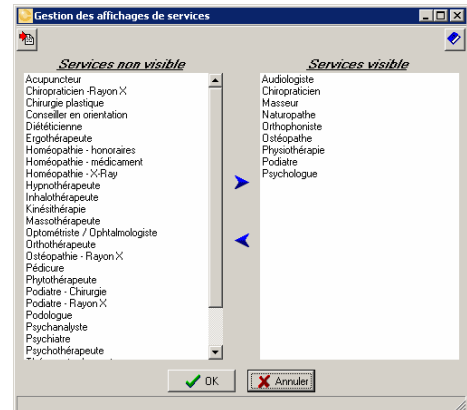 Gestion des affichages de services
Services non visible
Acupuncteur
Chiropraticien -Rayon X
Chirurgie plastique
Conseiller en orientation
Diététicienne
Ergothérapeute
Homéopathie - honoraires
Homéopathie - médicament
Homéopathie - X-Ray
Hypnothérapeute
Inhalothérapeute
Kinésithérapie
Massothérapeute
Optométriste / Ophtalmologiste
Orthothérapeute
Ostéopathie - Rayon X
Pédicure
Phytothérapeute
Podiatre - Chirurgie
Podiatre - Rayon X
Podologue
Psychanalyste
Psychiatre
Psychothérapeute
Services visible
Audiologiste
Chiropraticien
Masseur
Naturopathe
Orthophoniste
Ostéopathe
Physiothérapie
Podiatre
Psychologue
OK
Annuler